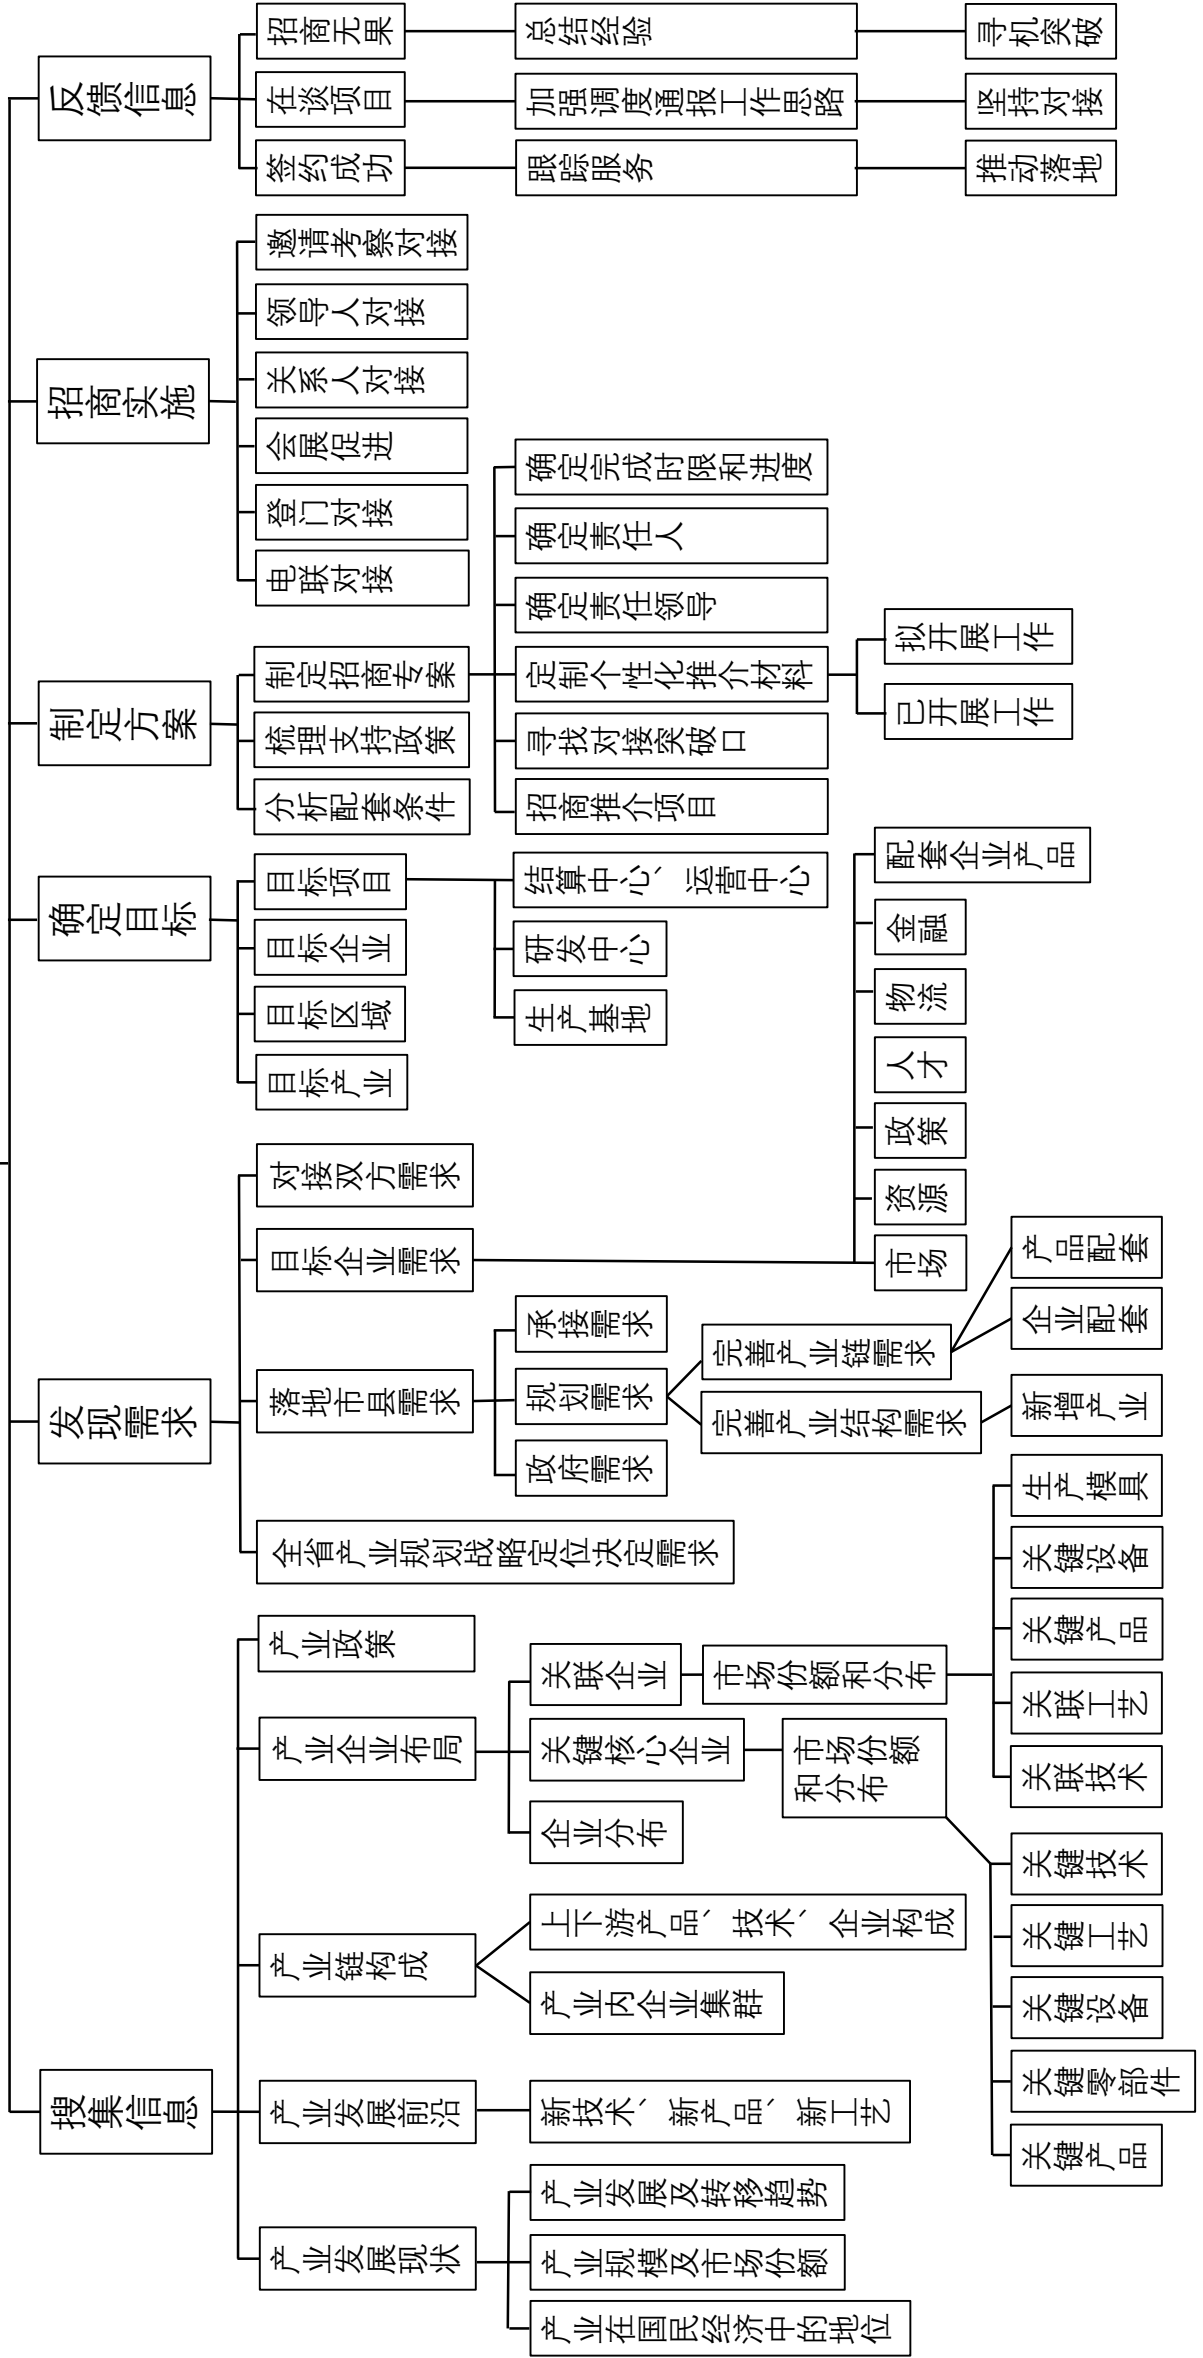 搜集信息
产业发展现状
产业在国民经济中的地位
产业规模及市场份额
产业发展及转移趋势
产业发展前沿
新技术、新产品、新工艺
产业链构成
产业内企业集群
上下游产品、技术、企业构成
产业企业布局
企业分布
关键核心企业
市场份额
和分布
关键产品
关键零部件
关键设备
关键工艺
关键技术
关联企业
市场份额和分布
关联技术
关联工艺
关键产品
关键设备
生产模具
产业政策
发现需求
全省产业规划战略定位决定需求
落地市县需求
政府需求
规划需求
完善产业结构需求
新增产业
完善产业链需求
企业配套
产品配套
承接需求
目标企业需求
市场
资源
政策
人才
物流
金融
配套企业产品
对接双方需求
确定目标
目标产业
目标区域
目标企业
目标项目
生产基地
研发中心
结算中心、运营中心
制定方案
分析配套条件
梳理支持政策
制定招商专案
招商推介项目
寻找对接突破口
定制个性化推介材料
已开展工作
拟开展工作
确定责任领导
确定责任人
确定完成时限和进度
招商实施
电联对接
登门对接
会展促进
关系人对接
领导人对接
邀请考察对接
反馈信息
签约成功
跟踪服务
推动落地
在谈项目
加强调度通报工作思路
坚持对接
招商无果
总结经验
寻机突破